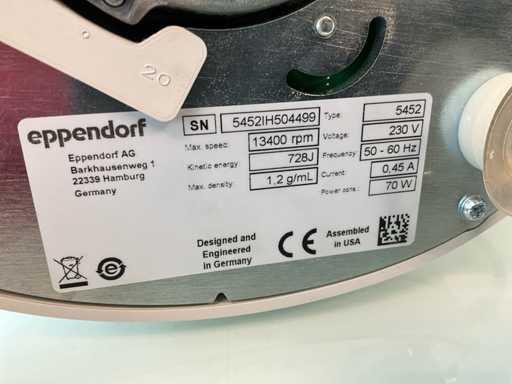 20
eppendorf
SN 5452IH504499 Type: 5452
Eppendorf AG
Barkhausenweg 1
22339 Hamburg
Germany
Max. speed: 13400 rpm Voltage: 230 V
Kinetic energy: 728J Frequency: 50 - 60 Hz
Max. density: 1,2 g/mL Current: 0,45 A
Power cons.: 70 W
Designed and
Engineered
in Germany
CE
Assembled
in USA